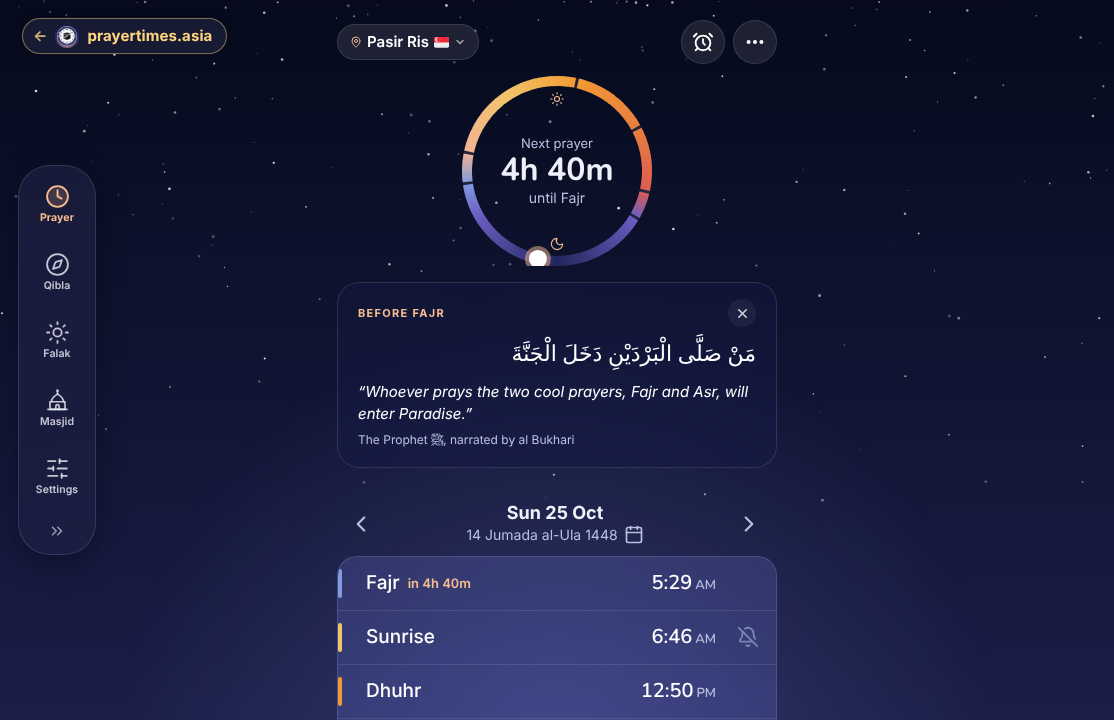 prayertimes.asia
Pasir Ris 🇸🇬
Next prayer
4h 40m
until Fajr
Prayer
Qibla
Falak
Masjid
Settings
BEFORE FAJR
مَنْ صَلَّى الْبَرْدَيْنِ دَخَلَ الْجَنَّةَ
“Whoever prays the two cool prayers, Fajr and Asr, will
enter Paradise.”
The Prophet ﷺ, narrated by al Bukhari
Sun 25 Oct
14 Jumada al-Ula 1448
Fajr in 4h 40m 5:29 AM
Sunrise 6:46 AM
Dhuhr 12:50 PM